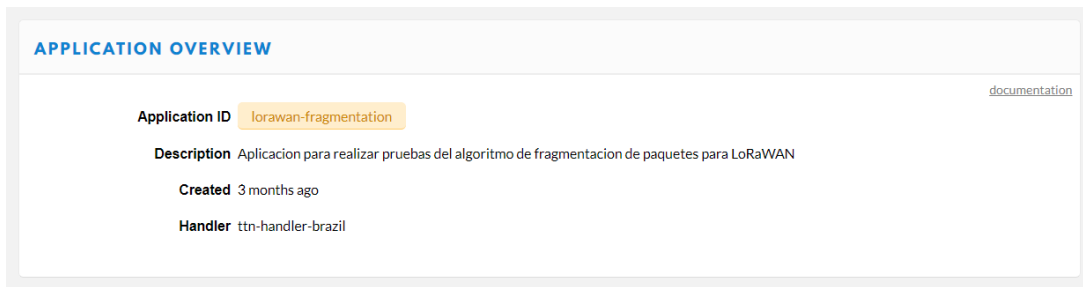 APPLICATION OVERVIEW
documentation
Application ID lorawan-fragmentation
Description Aplicacion para realizar pruebas del algoritmo de fragmentacion de paquetes para LoRaWAN
Created 3 months ago
Handler ttn-handler-brazil